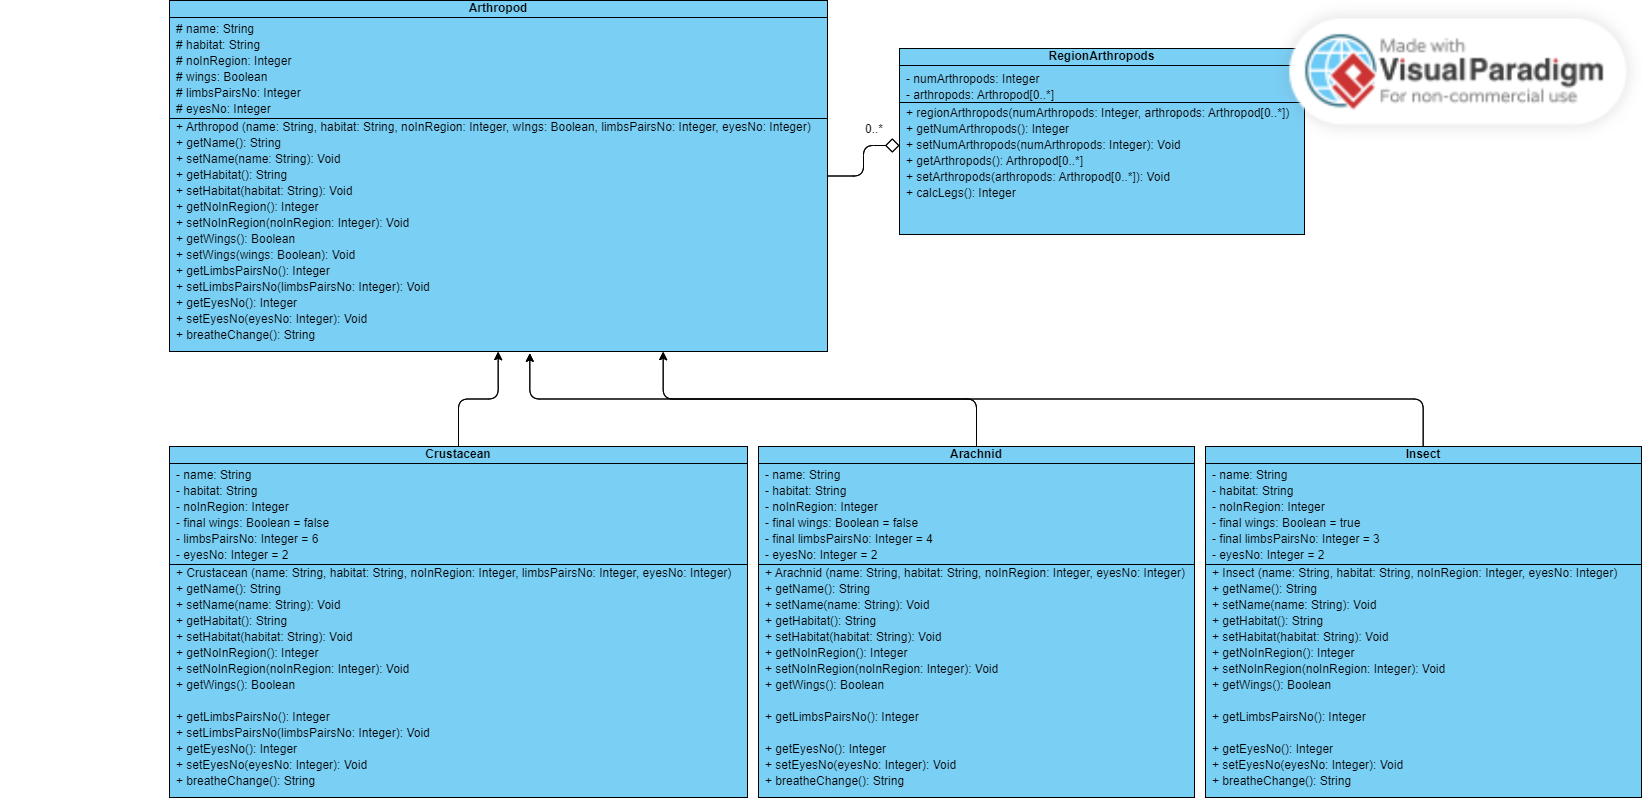 Arthropod
# name: String
# habitat: String
# noInRegion: Integer
# wings: Boolean
# limbsPairsNo: Integer
# eyesNo: Integer
+ Arthropod (name: String, habitat: String, noInRegion: Integer, wIngs: Boolean, limbsPairsNo: Integer, eyesNo: Integer)
+ getName(): String
+ setName(name: String): Void
+ getHabitat(): String
+ setHabitat(habitat: String): Void
+ getNoInRegion(): Integer
+ setNoInRegion(noInRegion: Integer): Void
+ getWings(): Boolean
+ setWings(wings: Boolean): Void
+ getLimbsPairsNo(): Integer
+ setLimbsPairsNo(limbsPairsNo: Integer): Void
+ getEyesNo(): Integer
+ setEyesNo(eyesNo: Integer): Void
+ breatheChange(): String
0..*
RegionArthropods
- numArthropods: Integer
- arthropods: Arthropod[0..*]
+ regionArthropods(numArthropods: Integer, arthropods: Arthropod[0..*])
+ getNumArthropods(): Integer
+ setNumArthropods(numArthropods: Integer): Void
+ getArthropods(): Arthropod[0..*]
+ setArthropods(arthropods: Arthropod[0..*]): Void
+ calcLegs(): Integer
Made with
Visual Paradigm
For non-commercial use
Crustacean
- name: String
- habitat: String
- noInRegion: Integer
- final wings: Boolean = false
- limbsPairsNo: Integer = 6
- eyesNo: Integer = 2
+ Crustacean (name: String, habitat: String, noInRegion: Integer, limbsPairsNo: Integer, eyesNo: Integer)
+ getName(): String
+ setName(name: String): Void
+ getHabitat(): String
+ setHabitat(habitat: String): Void
+ getNoInRegion(): Integer
+ setNoInRegion(noInRegion: Integer): Void
+ getWings(): Boolean
+ getLimbsPairsNo(): Integer
+ setLimbsPairsNo(limbsPairsNo: Integer): Void
+ getEyesNo(): Integer
+ setEyesNo(eyesNo: Integer): Void
+ breatheChange(): String
Arachnid
- name: String
- habitat: String
- noInRegion: Integer
- final wings: Boolean = false
- final limbsPairsNo: Integer = 4
- eyesNo: Integer = 2
+ Arachnid (name: String, habitat: String, noInRegion: Integer, eyesNo: Integer)
+ getName(): String
+ setName(name: String): Void
+ getHabitat(): String
+ setHabitat(habitat: String): Void
+ getNoInRegion(): Integer
+ setNoInRegion(noInRegion: Integer): Void
+ getWings(): Boolean
+ getLimbsPairsNo(): Integer
+ getEyesNo(): Integer
+ setEyesNo(eyesNo: Integer): Void
+ breatheChange(): String
Insect
- name: String
- habitat: String
- noInRegion: Integer
- final wings: Boolean = true
- final limbsPairsNo: Integer = 3
- eyesNo: Integer = 2
+ Insect (name: String, habitat: String, noInRegion: Integer, eyesNo: Integer)
+ getName(): String
+ setName(name: String): Void
+ getHabitat(): String
+ setHabitat(habitat: String): Void
+ getNoInRegion(): Integer
+ setNoInRegion(noInRegion: Integer): Void
+ getWings(): Boolean
+ getLimbsPairsNo(): Integer
+ getEyesNo(): Integer
+ setEyesNo(eyesNo: Integer): Void
+ breatheChange(): String